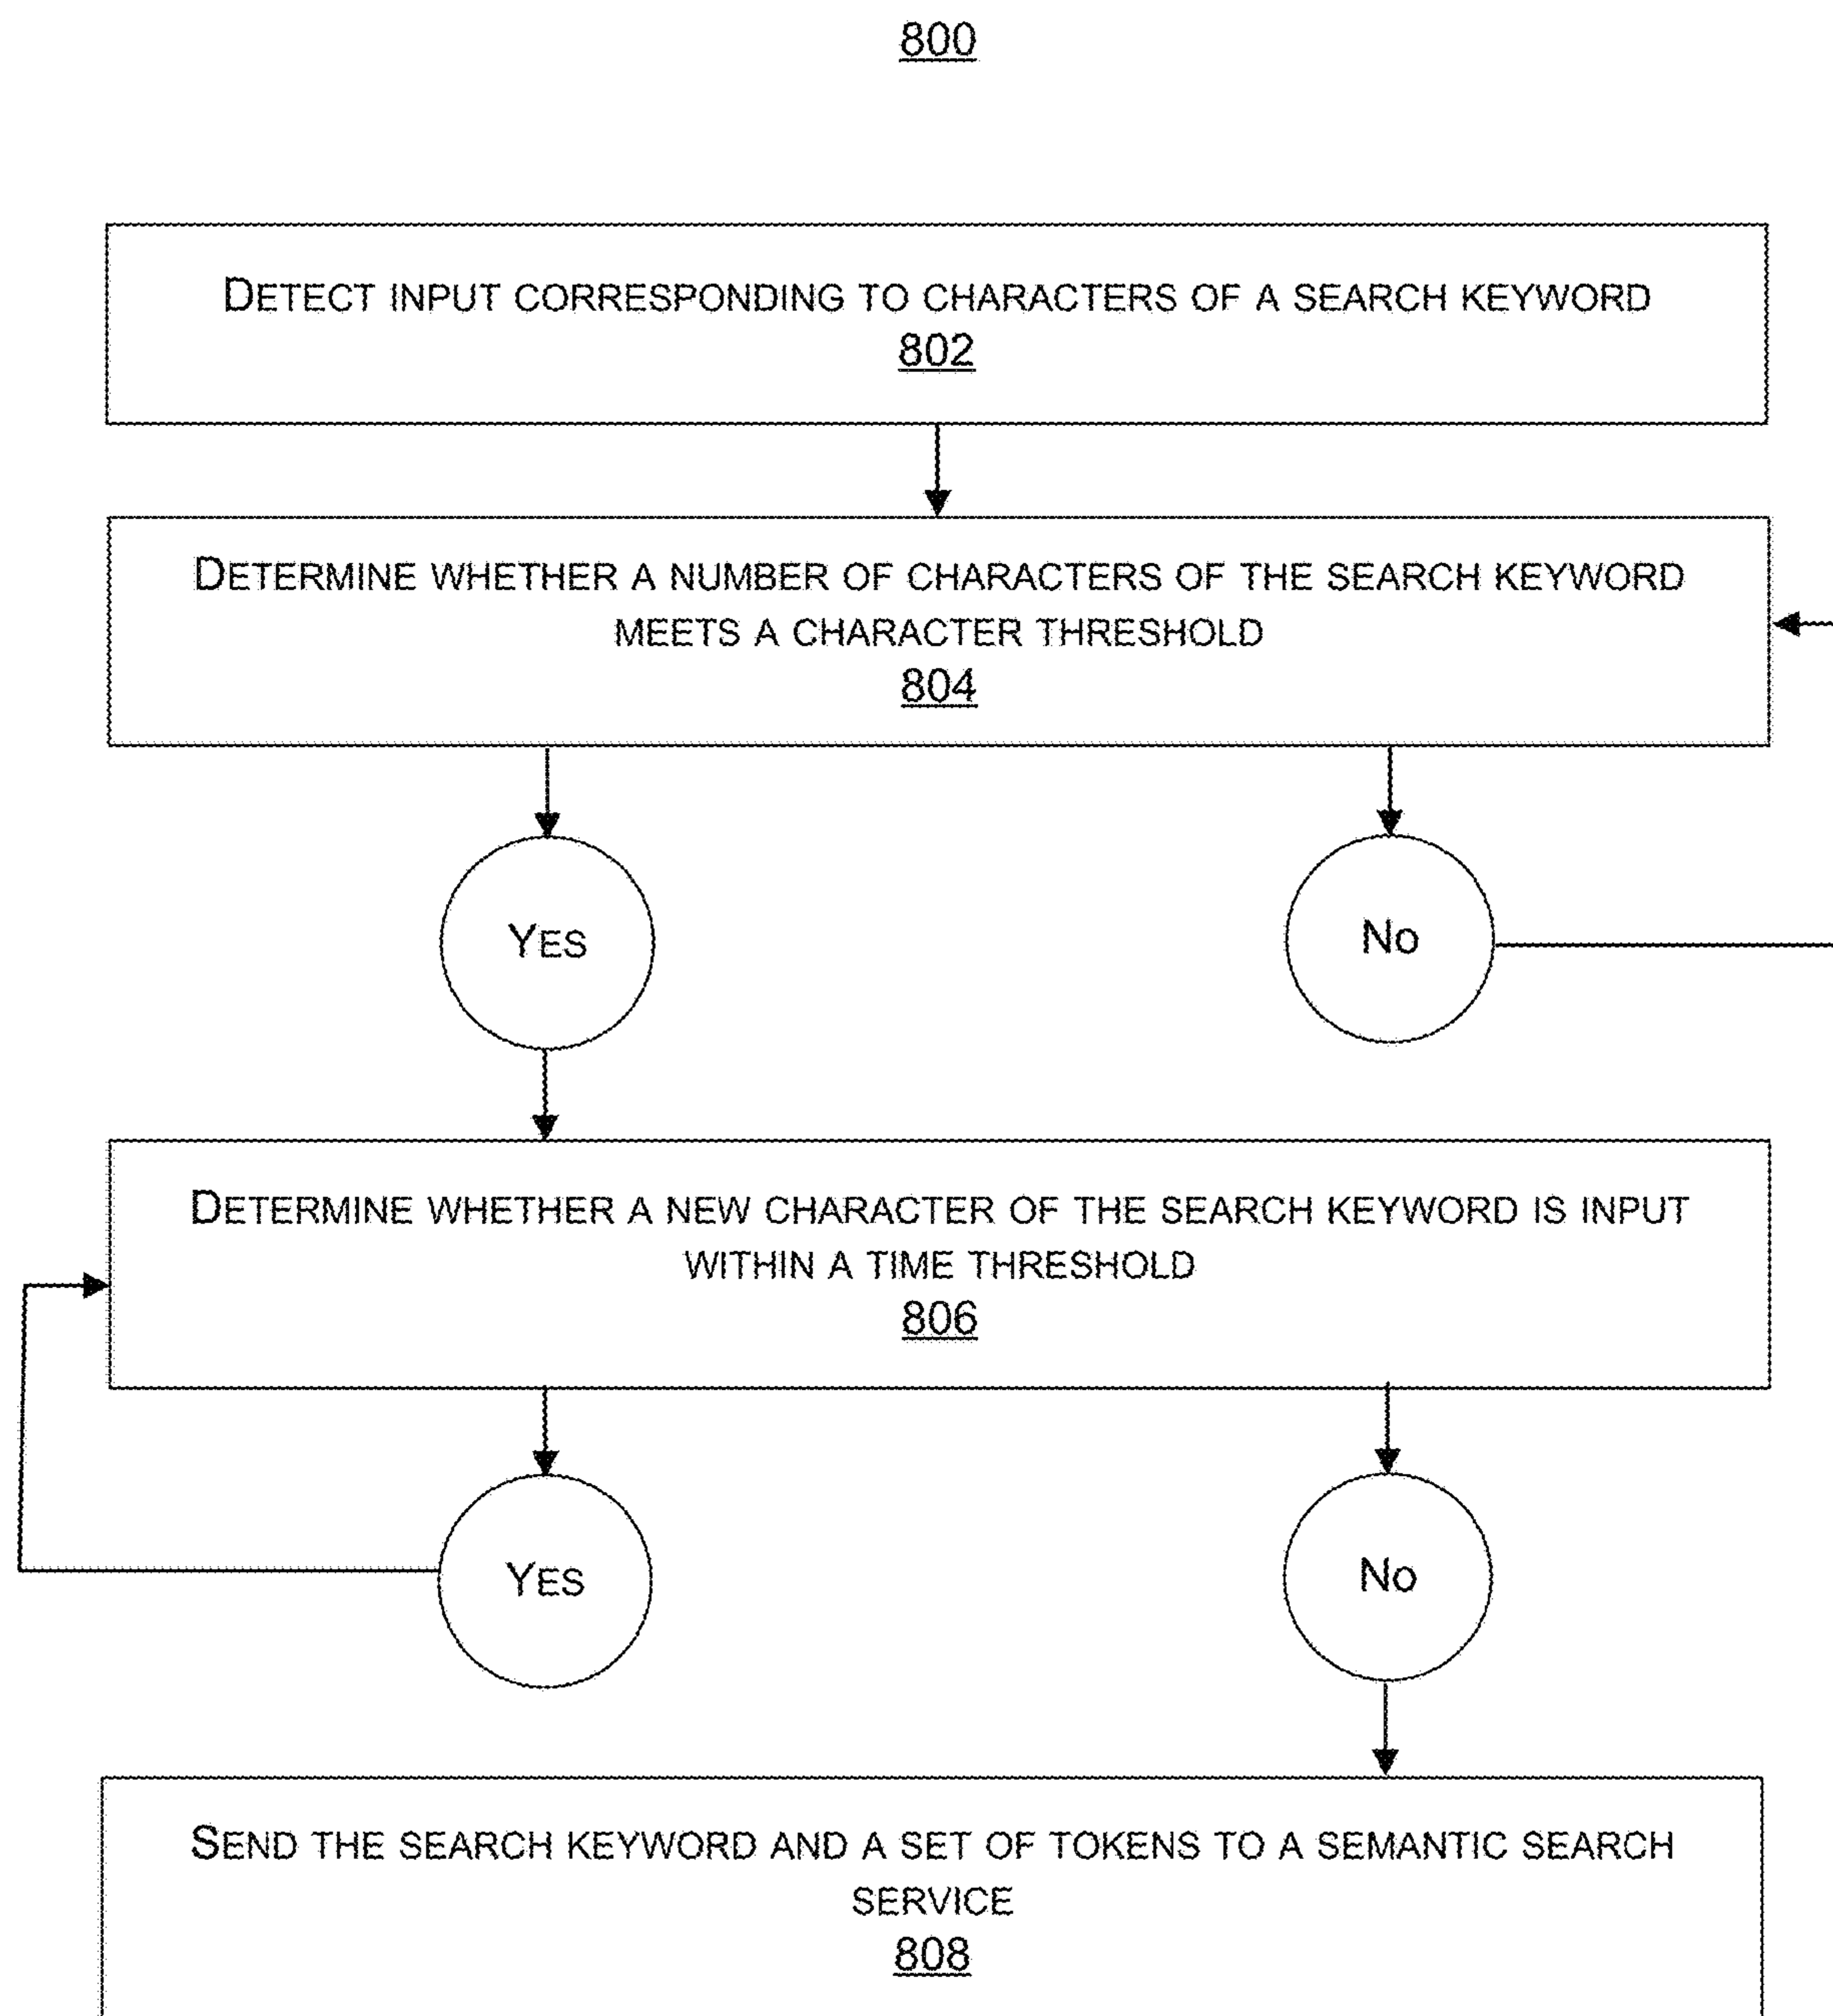 800
DETECT INPUT CORRESPONDING TO CHARACTERS OF A SEARCH KEYWORD
802
DETERMINE WHETHER A NUMBER OF CHARACTERS OF THE SEARCH KEYWORD
MEETS A CHARACTER THRESHOLD
804
YES
NO
DETERMINE WHETHER A NEW CHARACTER OF THE SEARCH KEYWORD IS INPUT
WITHIN A TIME THRESHOLD
806
YES
NO
SEND THE SEARCH KEYWORD AND A SET OF TOKENS TO A SEMANTIC SEARCH
SERVICE
808